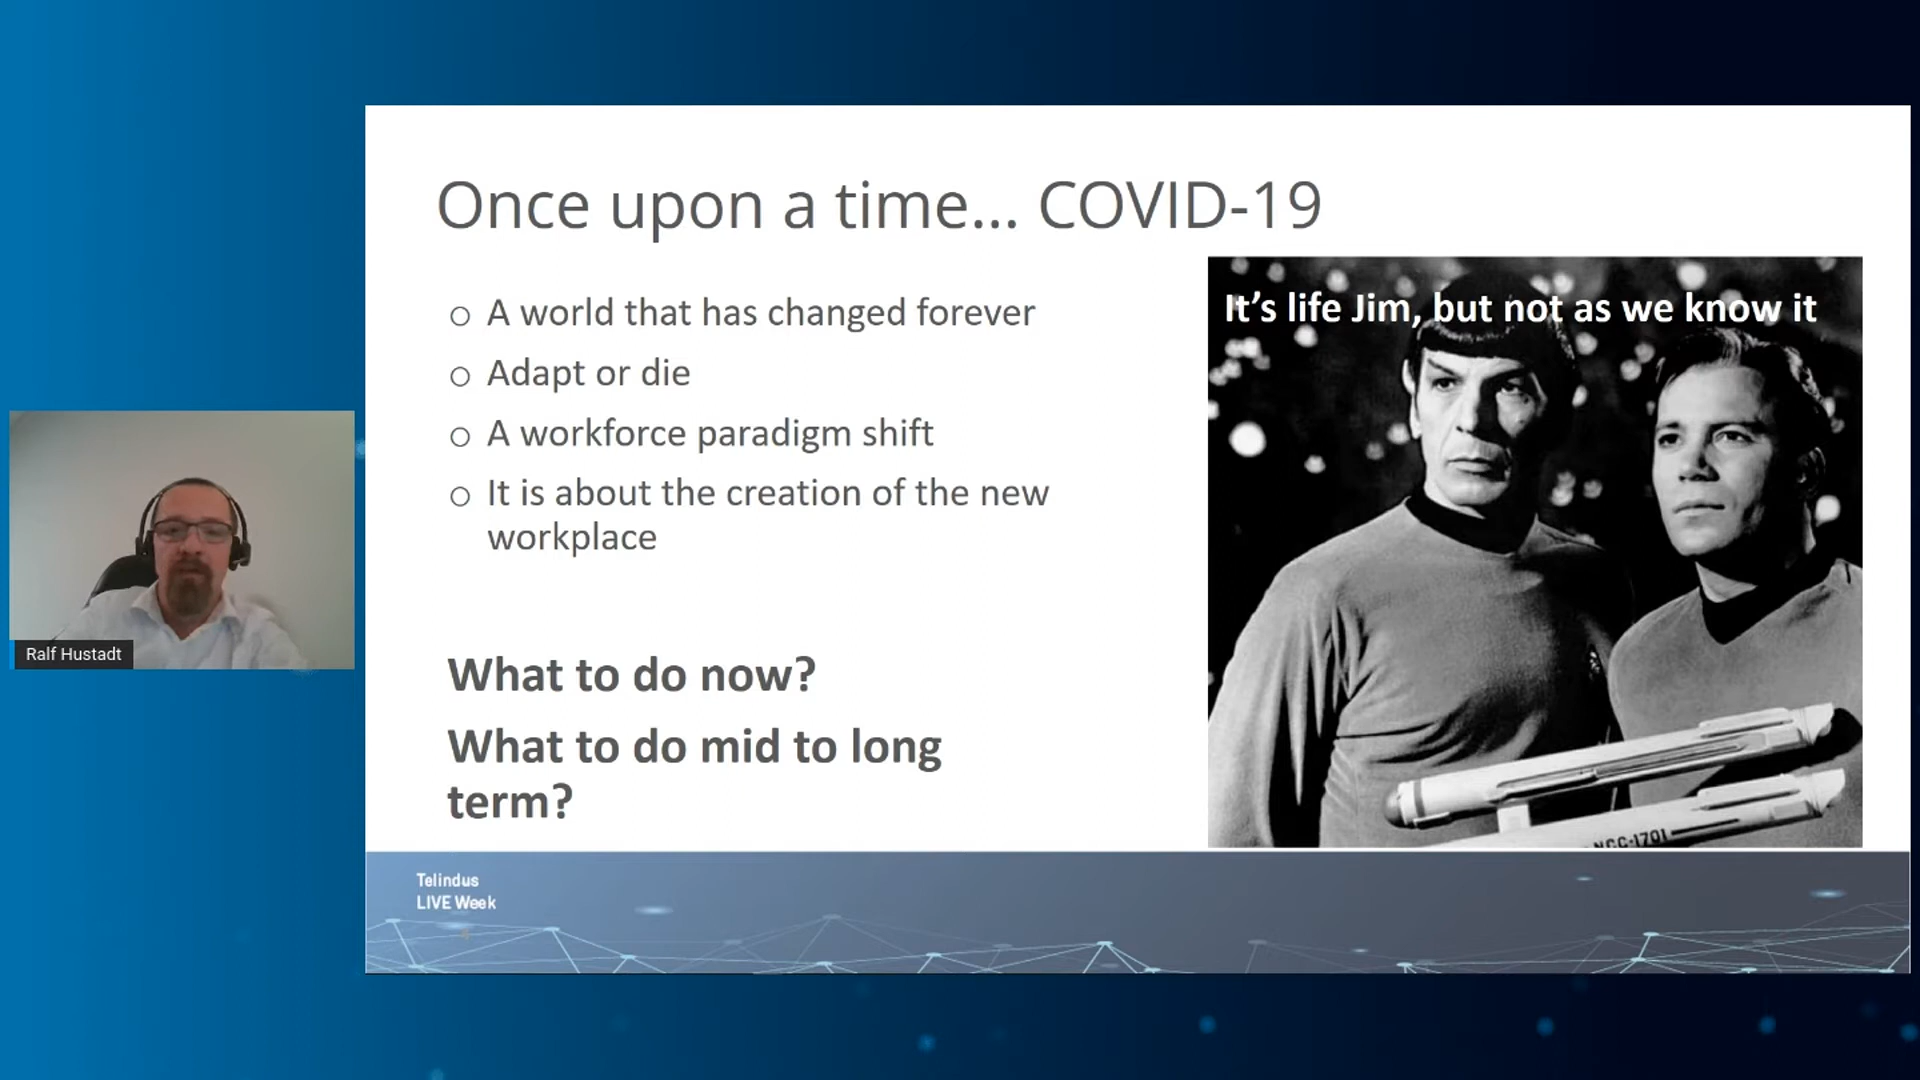 Once upon a time... COVID-19
A world that has changed forever
Adapt or die
A workforce paradigm shift
It is about the creation of the new
workplace
What to do now?
What to do mid to long
term?
It's life Jim, but not as we know it
NCC-1701
Ralf Hustadt
Telindus
LIVE Week